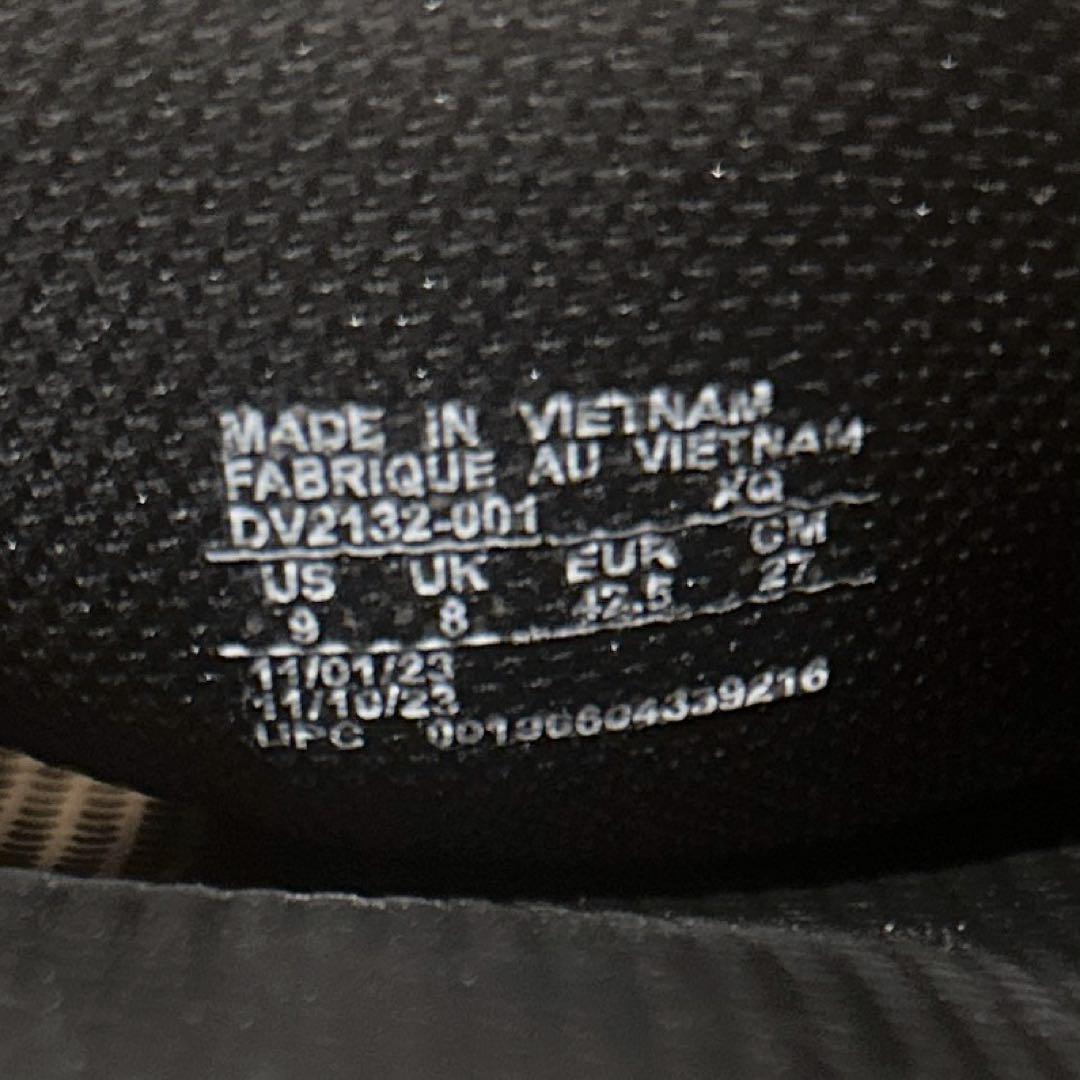 MADE IN VIETNAM
FABRIQUE AU VIETNAM
DV2132-001 XQ
US UK EUR CM
9 8 42.5 27
11/01/23
11/10/23
UPC 00196604339216